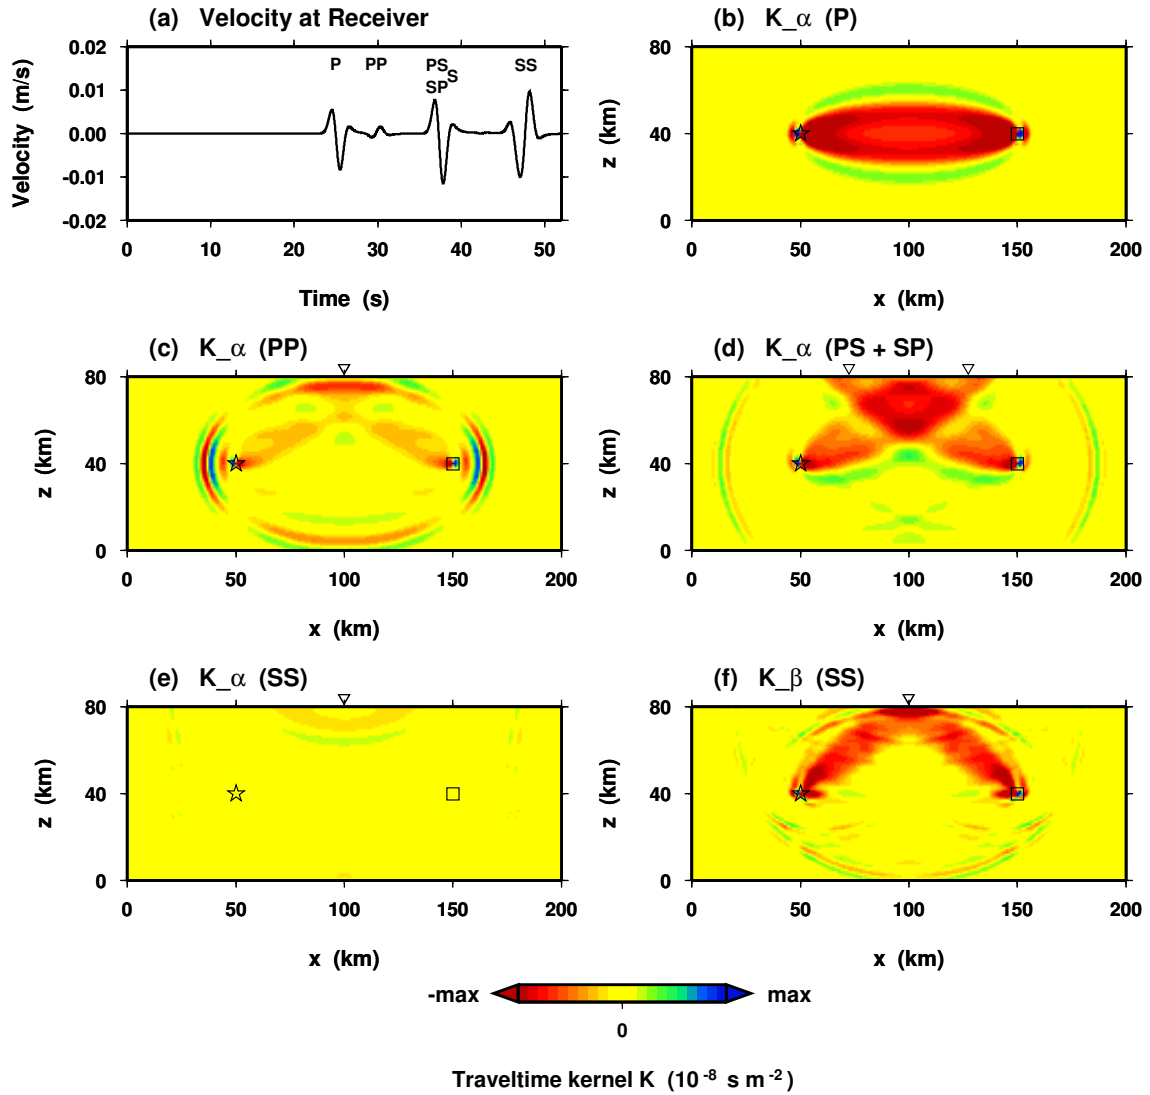 (a) Velocity at Receiver
0.02
0.01
0.00
-0.01
-0.02
Velocity (m/s)
P PP PS S SS
SP
0 10 20 30 40 50
Time (s)
(b) K_α (P)
80
40
0
z (km)
0 50 100 150 200
x (km)
(c) K_α (PP)
80
40
0
z (km)
0 50 100 150 200
x (km)
(d) K_α (PS + SP)
80
40
0
z (km)
0 50 100 150 200
x (km)
(e) K_α (SS)
80
40
0
z (km)
0 50 100 150 200
x (km)
(f) K_β (SS)
80
40
0
z (km)
0 50 100 150 200
x (km)
-max max
0
Traveltime kernel K (10⁻⁸ s m⁻²)